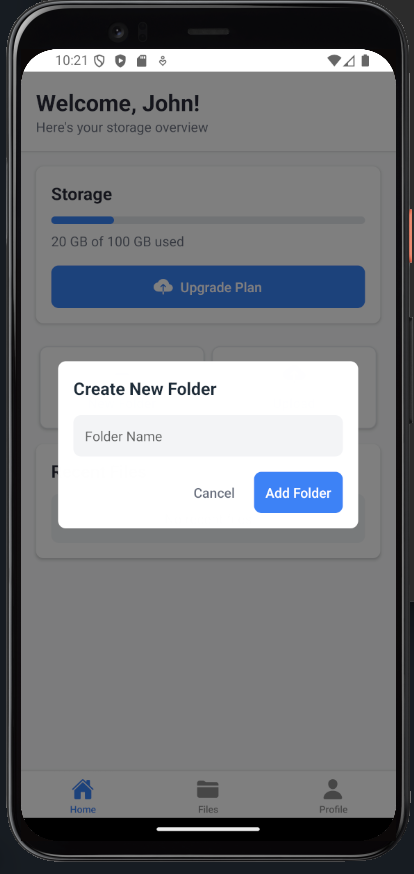 10:21
Welcome, John!
Here's your storage overview
Storage
20 GB of 100 GB used
Upgrade Plan
Create New Folder
Folder Name
Cancel
Add Folder
Home
Files
Profile